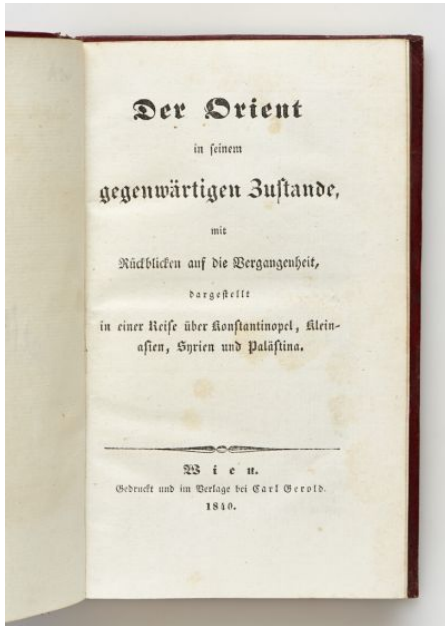 Der Orient
in seinem
gegenwärtigen Zustande,
mit
Rückblicken auf die Vergangenheit,
dargestellt
in einer Reise über Konstantinopel, Klein-
asien, Syrien und Palästina.
Wien.
Gedruckt und im Verlage bei Carl Gerold.
1840.